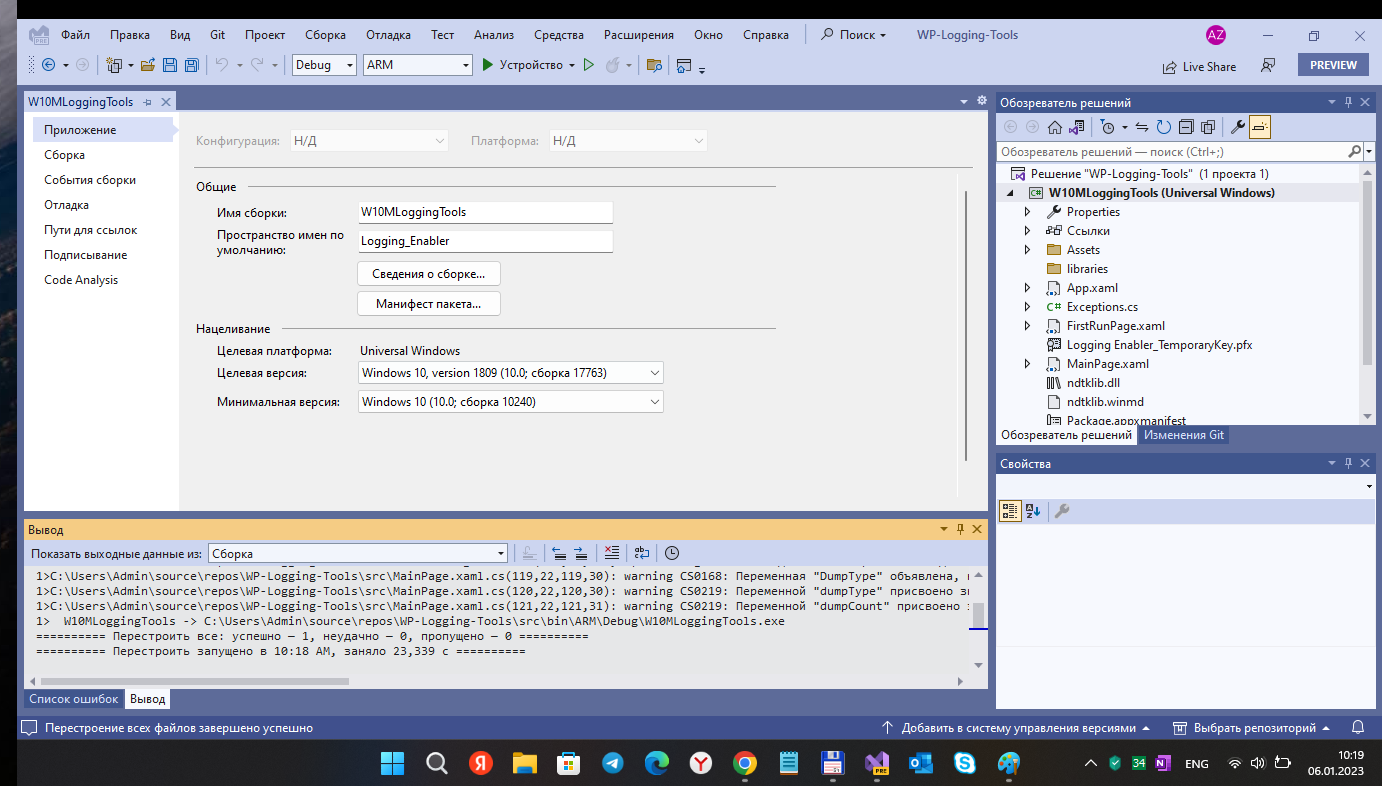 Файл Правка Вид Git Проект Сборка Отладка Тест Анализ Средства Расширения Окно Справка Поиск WP-Logging-Tools AZ
Debug ARM Устройство Live Share PREVIEW
W10MLoggingTools
Приложение
Сборка
События сборки
Отладка
Пути для ссылок
Подписывание
Code Analysis
Конфигурация: Н/Д Платформа: Н/Д
Общие
Имя сборки: W10MLoggingTools
Пространство имен по
умолчанию: Logging_Enabler
Сведения о сборке...
Манифест пакета...
Нацеливание
Целевая платформа: Universal Windows
Целевая версия: Windows 10, version 1809 (10.0; сборка 17763)
Минимальная версия: Windows 10 (10.0; сборка 10240)
Обозреватель решений
Обозреватель решений — поиск (Ctrl+;)
Решение "WP-Logging-Tools" (1 проекта 1)
W10MLoggingTools (Universal Windows)
Properties
Ссылки
Assets
libraries
App.xaml
C# Exceptions.cs
FirstRunPage.xaml
Logging Enabler_TemporaryKey.pfx
MainPage.xaml
ndtklib.dll
ndtklib.winmd
Package.appxmanifest
Обозреватель решений Изменения Git
Свойства
Вывод
Показать выходные данные из: Сборка
1>C:\Users\Admin\source\repos\WP-Logging-Tools\src\MainPage.xaml.cs(119,22,119,30): warning CS0168: Переменная "DumpType" объявлена,
1>C:\Users\Admin\source\repos\WP-Logging-Tools\src\MainPage.xaml.cs(120,22,120,30): warning CS0219: Переменной "dumpType" присвоено
1>C:\Users\Admin\source\repos\WP-Logging-Tools\src\MainPage.xaml.cs(121,22,121,31): warning CS0219: Переменной "dumpCount" присвоено
1> W10MLoggingTools -> C:\Users\Admin\source\repos\WP-Logging-Tools\src\bin\ARM\Debug\W10MLoggingTools.exe
========== Перестроить все: успешно — 1, неудачно — 0, пропущено — 0 ==========
========== Перестроить запущено в 10:18 AM, заняло 23,339 с ==========
Список ошибок Вывод
Перестроение всех файлов завершено успешно Добавить в систему управления версиями Выбрать репозиторий
34 ENG 10:19
06.01.2023